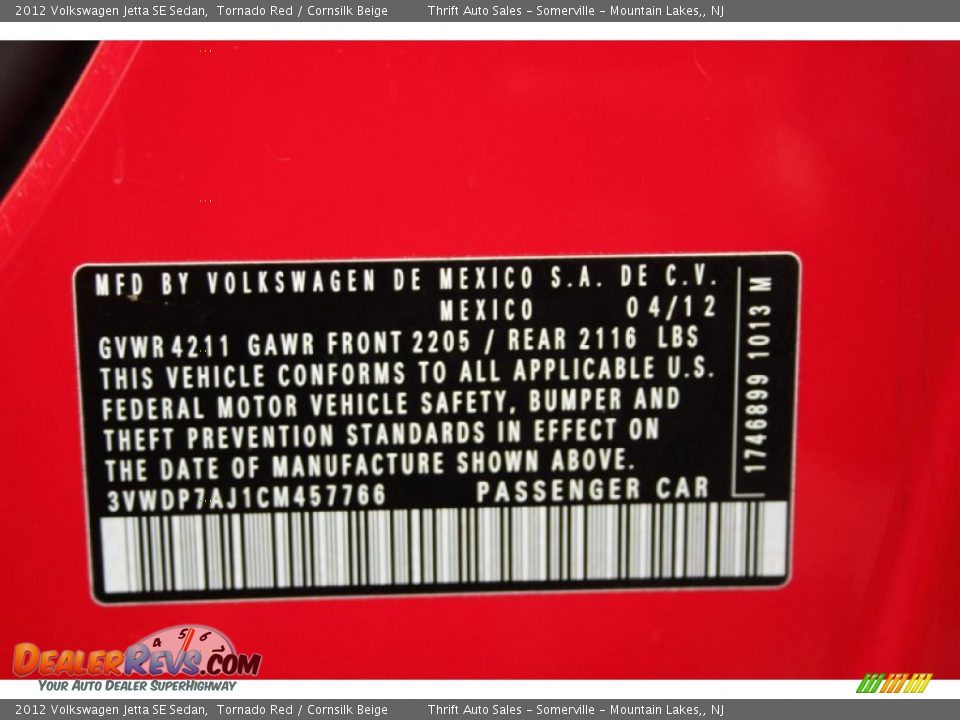 2012 Volkswagen Jetta SE Sedan, Tornado Red / Cornsilk Beige Thrift Auto Sales - Somerville - Mountain Lakes,, NJ
MFD BY VOLKSWAGEN DE MEXICO S.A. DE C.V.
MEXICO 04/12
GVWR 4211 GAWR FRONT 2205 / REAR 2116 LBS
THIS VEHICLE CONFORMS TO ALL APPLICABLE U.S.
FEDERAL MOTOR VEHICLE SAFETY, BUMPER AND
THEFT PREVENTION STANDARDS IN EFFECT ON
THE DATE OF MANUFACTURE SHOWN ABOVE.
3VWDP7AJ1CM457766 PASSENGER CAR
1746899 1013 M
4 5 6
DEALERREVS.COM
YOUR AUTO DEALER SUPERHIGHWAY
2012 Volkswagen Jetta SE Sedan, Tornado Red / Cornsilk Beige Thrift Auto Sales - Somerville - Mountain Lakes,, NJ